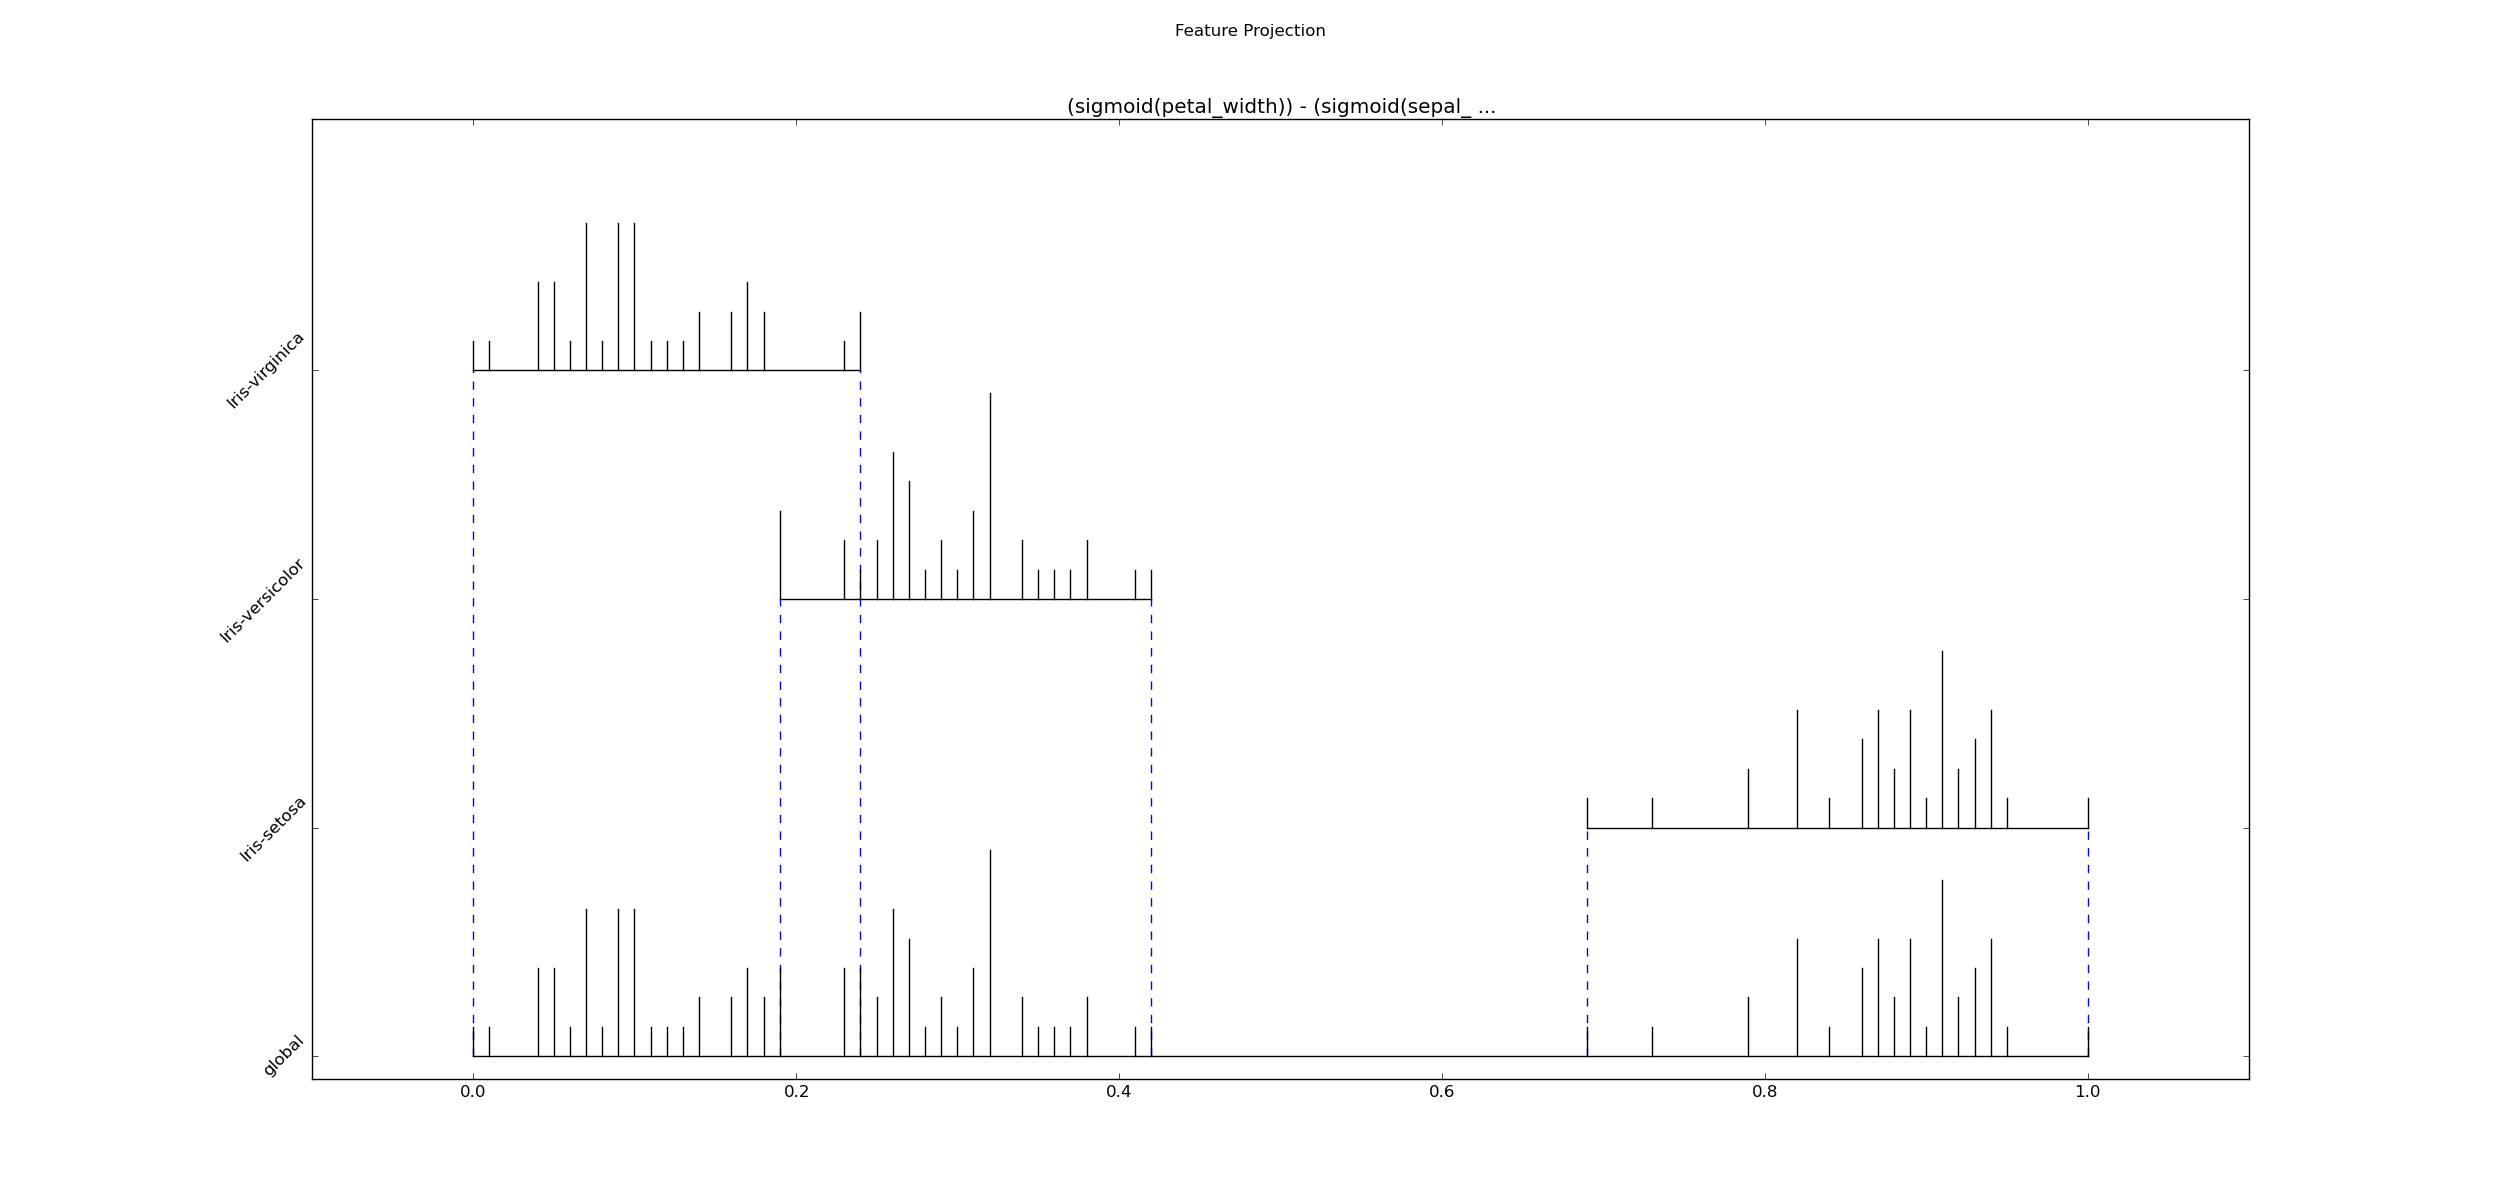 Feature Projection
(sigmoid(petal_width)) - (sigmoid(sepal_ ...
Iris-virginica
Iris-versicolor
Iris-setosa
global
0.0 0.2 0.4 0.6 0.8 1.0